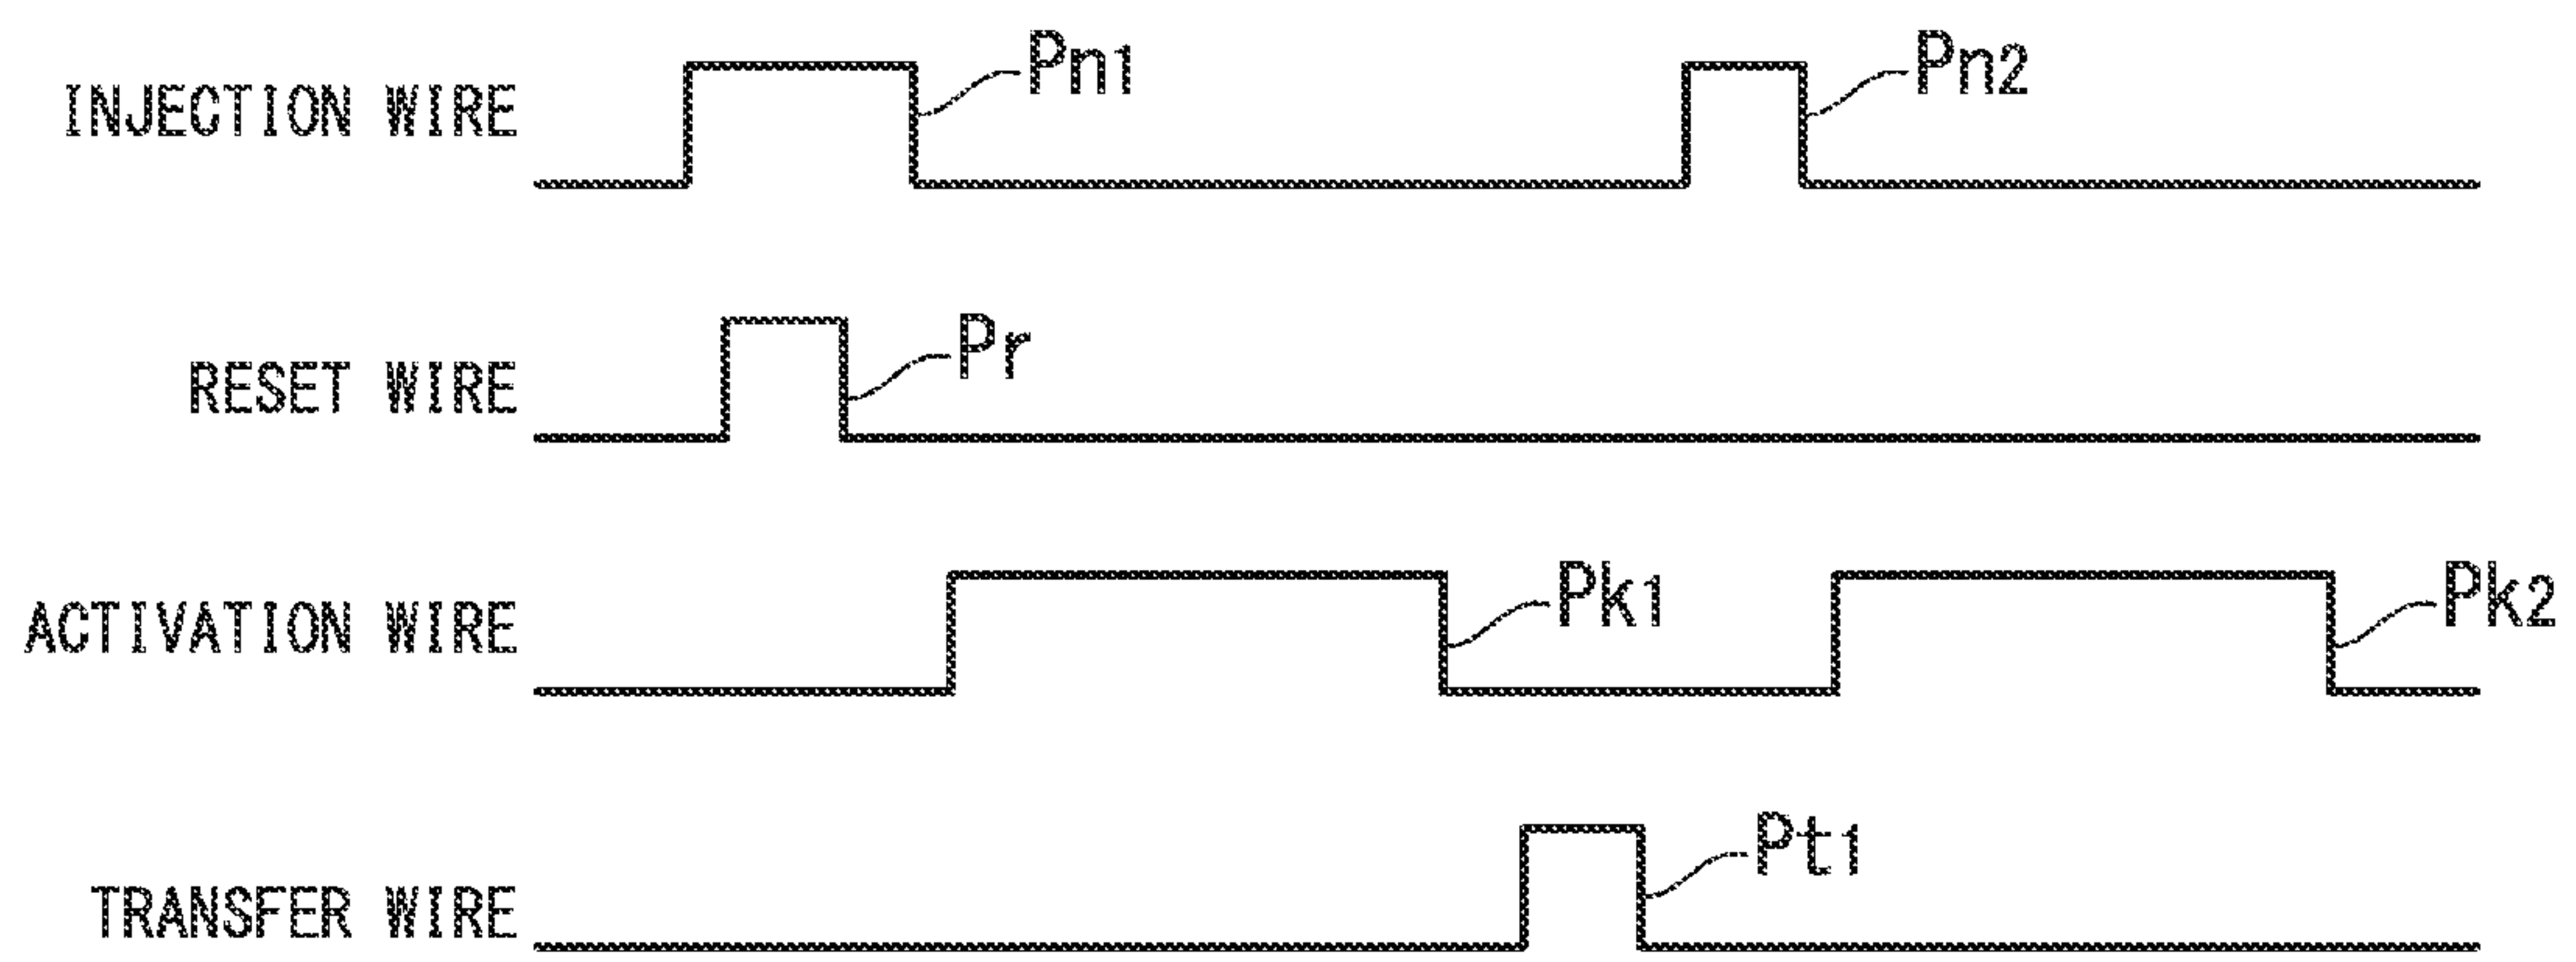 INJECTION WIRE Pn1 Pn2
RESET WIRE Pr
ACTIVATION WIRE Pk1 Pk2
TRANSFER WIRE Pt1